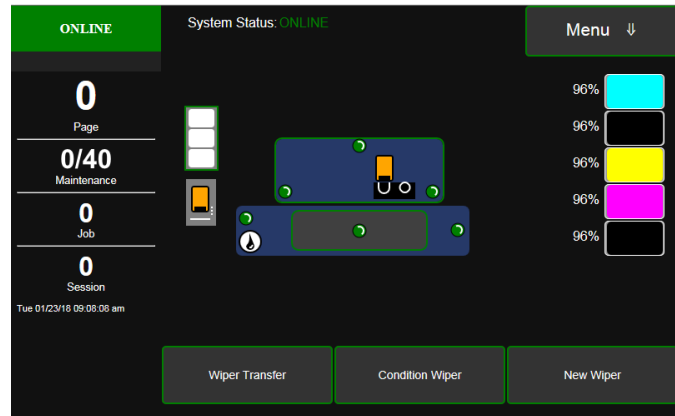 ONLINE
System Status: ONLINE
Menu ⇓
0
Page
0/40
Maintenance
0
Job
0
Session
Tue 01/23/18 09:08:06 am
96%
96%
96%
96%
96%
Wiper Transfer
Condition Wiper
New Wiper